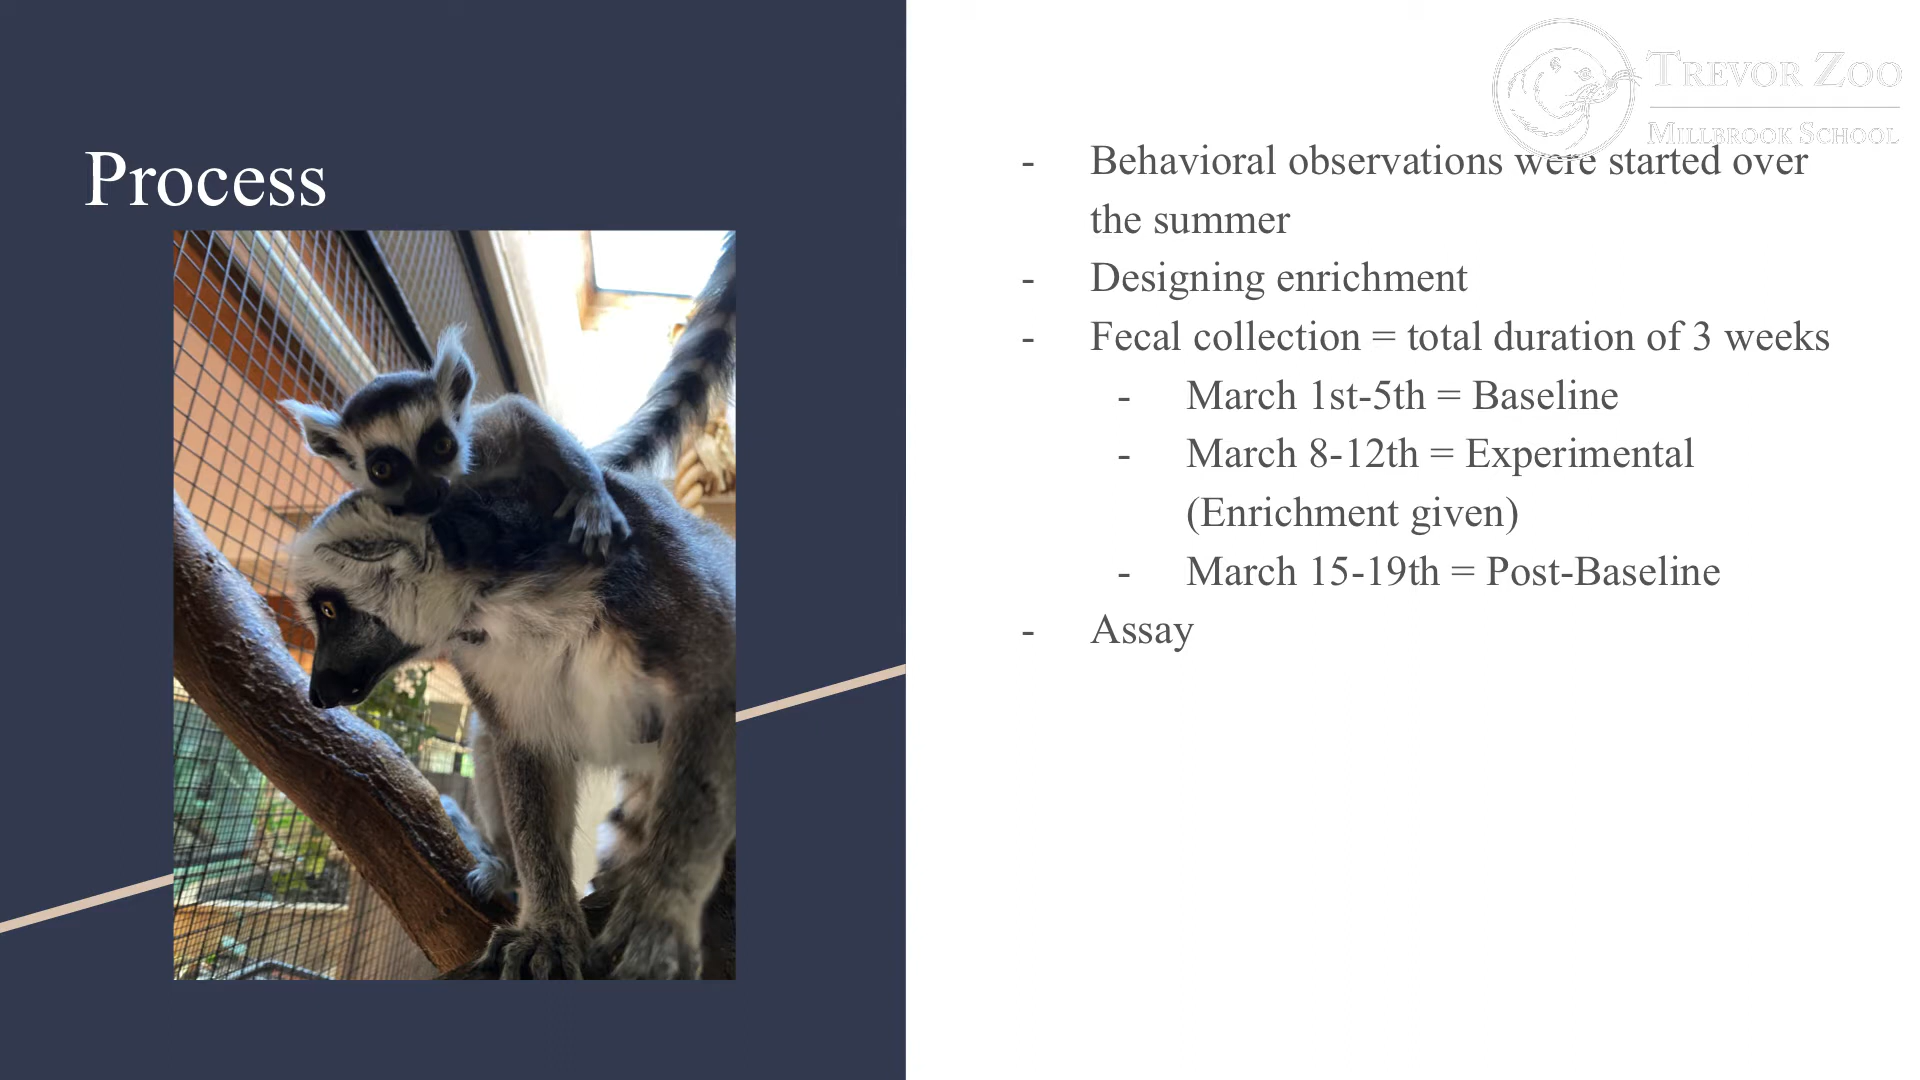 Process
TREVOR ZOO
MILLBROOK SCHOOL
- Behavioral observations were started over
the summer
- Designing enrichment
- Fecal collection = total duration of 3 weeks
- March 1st-5th = Baseline
- March 8-12th = Experimental
(Enrichment given)
- March 15-19th = Post-Baseline
- Assay